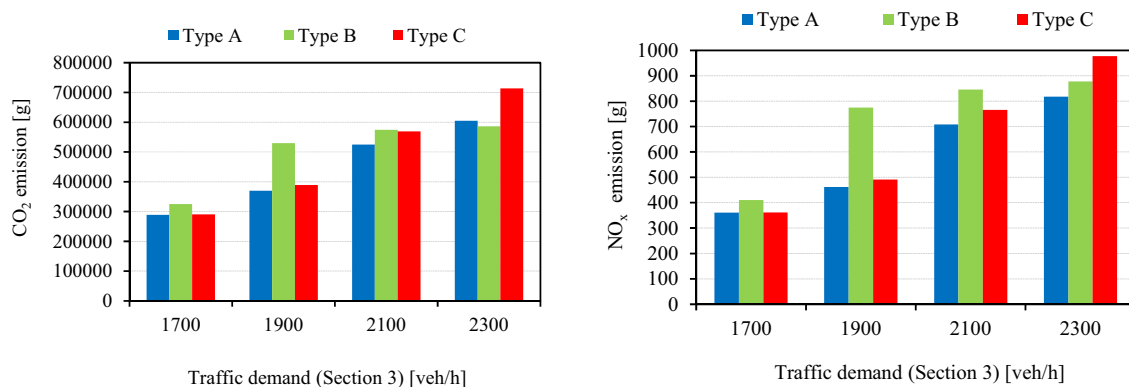 Type A Type B Type C
CO₂ emission [g]
800000
700000
600000
500000
400000
300000
200000
100000
0
1700 1900 2100 2300
Traffic demand (Section 3) [veh/h]
Type A Type B Type C
NOₓ emission [g]
1000
900
800
700
600
500
400
300
200
100
0
1700 1900 2100 2300
Traffic demand (Section 3) [veh/h]